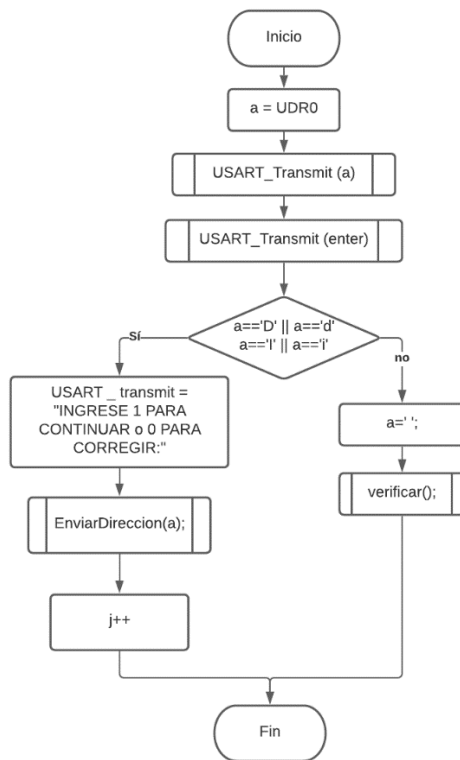 Inicio
a = UDR0
USART_Transmit (a)
USART_Transmit (enter)
a=='D' || a=='d'
a=='I' || a=='i'
Sí
no
USART _ transmit =
"INGRESE 1 PARA
CONTINUAR o 0 PARA
CORREGIR:"
a=' ';
verificar();
EnviarDireccion(a);
j++
Fin